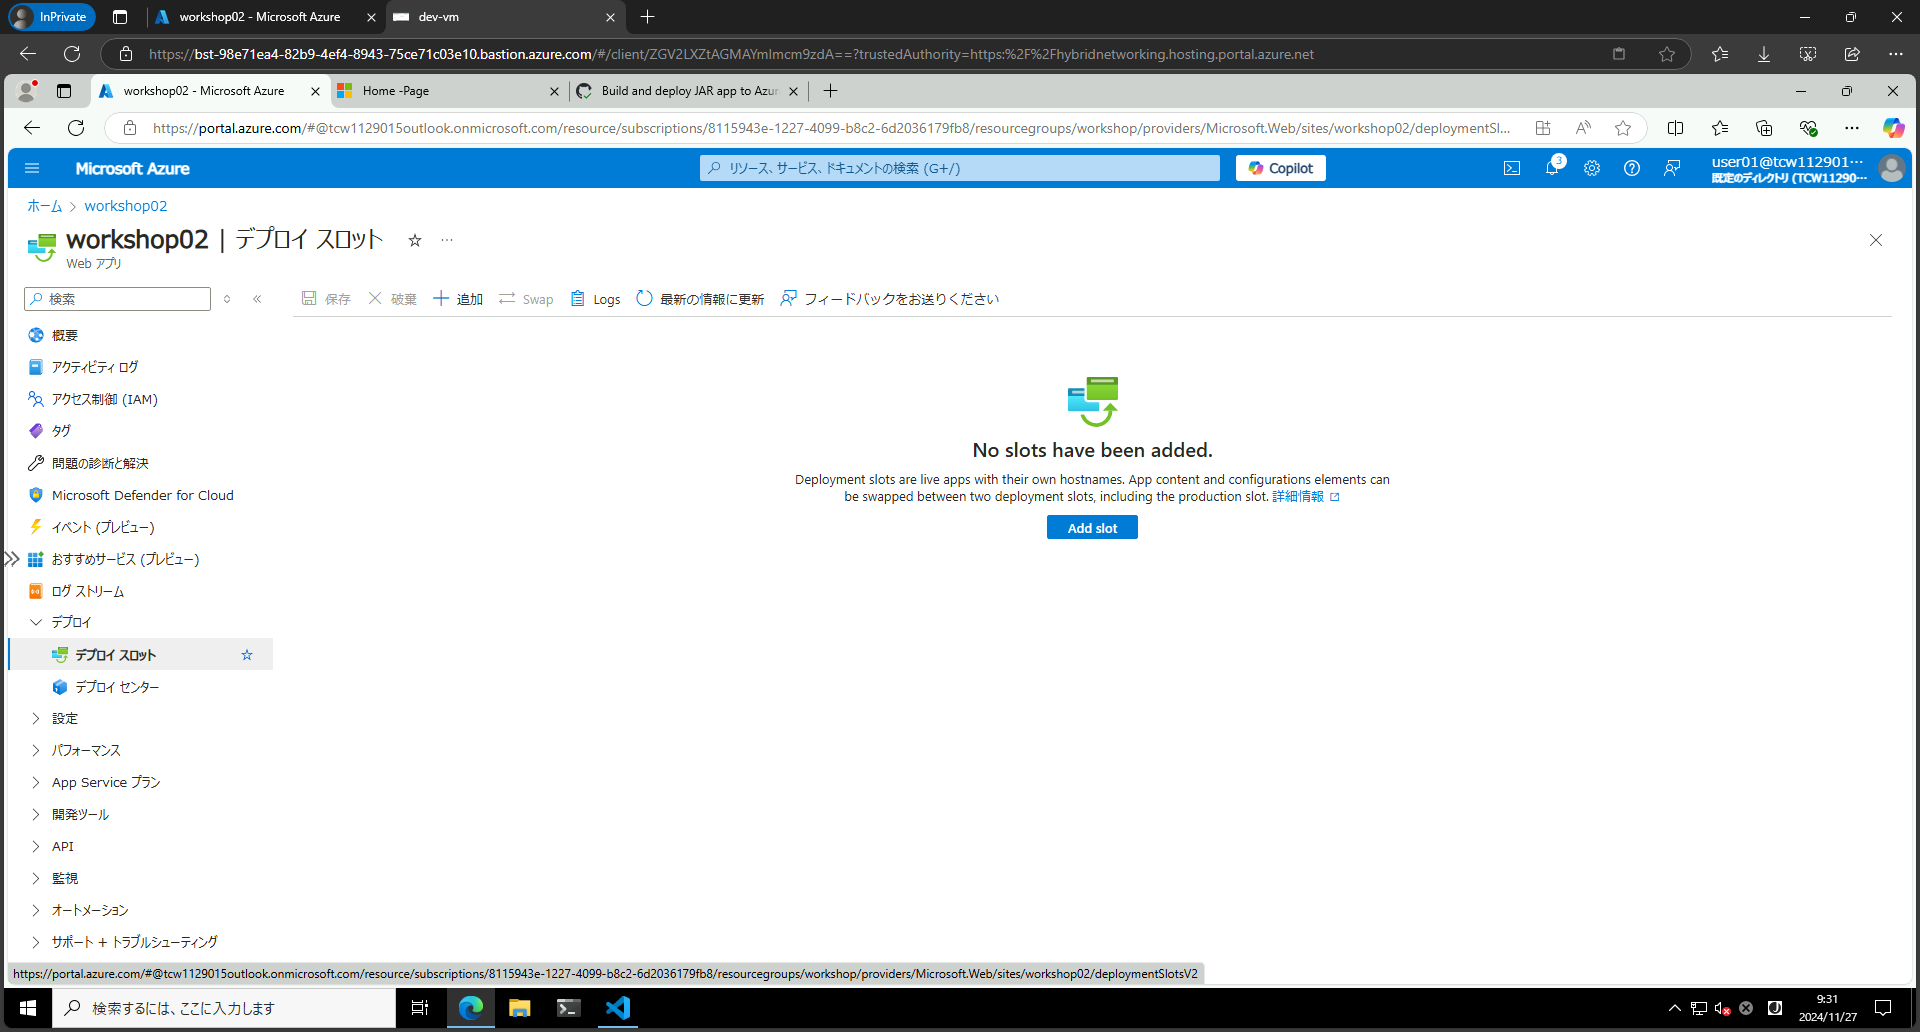 InPrivate
workshop02 - Microsoft Azure
dev-vm
https://bst-98e71ea4-82b9-4ef4-8943-75ce71c03e10.bastion.azure.com/#/client/ZGV2LXZtAGMAYmlmcm9zdA==?trustedAuthority=https:%2F%2Fhybridnetworking.hosting.portal.azure.net
workshop02 - Microsoft Azure
Home -Page
Build and deploy JAR app to Azur
https://portal.azure.com/#@tcw1129015outlook.onmicrosoft.com/resource/subscriptions/8115943e-1227-4099-b8c2-6d2036179fb8/resourcegroups/workshop/providers/Microsoft.Web/sites/workshop02/deploymentSl...
Microsoft Azure
リソース、サービス、ドキュメントの検索 (G+/)
Copilot
3
user01@tcw112901···
既定のディレクトリ (TCW11290···
ホーム > workshop02
workshop02 | デプロイ スロット
Web アプリ
検索
保存
破棄
追加
Swap
Logs
最新の情報に更新
フィードバックをお送りください
概要
アクティビティ ログ
アクセス制御 (IAM)
タグ
問題の診断と解決
Microsoft Defender for Cloud
イベント (プレビュー)
おすすめサービス (プレビュー)
ログ ストリーム
デプロイ
デプロイ スロット
デプロイ センター
設定
パフォーマンス
App Service プラン
開発ツール
API
監視
オートメーション
サポート + トラブルシューティング
No slots have been added.
Deployment slots are live apps with their own hostnames. App content and configurations elements can
be swapped between two deployment slots, including the production slot. 詳細情報
Add slot
https://portal.azure.com/#@tcw1129015outlook.onmicrosoft.com/resource/subscriptions/8115943e-1227-4099-b8c2-6d2036179fb8/resourcegroups/workshop/providers/Microsoft.Web/sites/workshop02/deploymentSlotsV2
検索するには、ここに入力します
9:31
2024/11/27